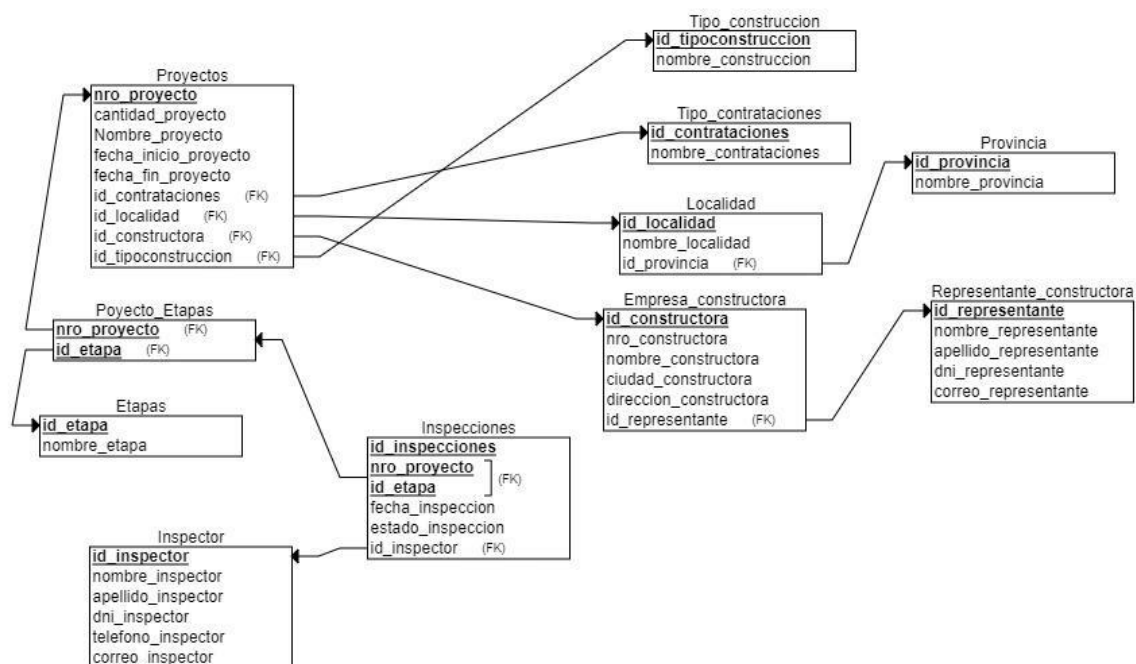 Tipo_construccion
id_tipoconstruccion
nombre_construccion
Proyectos
nro_proyecto
cantidad_proyecto
Nombre_proyecto
fecha_inicio_proyecto
fecha_fin_proyecto
id_contrataciones (FK)
id_localidad (FK)
id_constructora (FK)
id_tipoconstruccion (FK)
Tipo_contrataciones
id_contrataciones
nombre_contrataciones
Provincia
id_provincia
nombre_provincia
Localidad
id_localidad
nombre_localidad
id_provincia (FK)
Poyecto_Etapas
nro_proyecto (FK)
id_etapa (FK)
Empresa_constructora
id_constructora
nro_constructora
nombre_constructora
ciudad_constructora
direccion_constructora
id_representante (FK)
Representante_constructora
id_representante
nombre_representante
apellido_representante
dni_representante
correo_representante
Etapas
id_etapa
nombre_etapa
Inspecciones
id_inspecciones
nro_proyecto
id_etapa (FK)
fecha_inspeccion
estado_inspeccion
id_inspector (FK)
Inspector
id_inspector
nombre_inspector
apellido_inspector
dni_inspector
telefono_inspector
correo_inspector